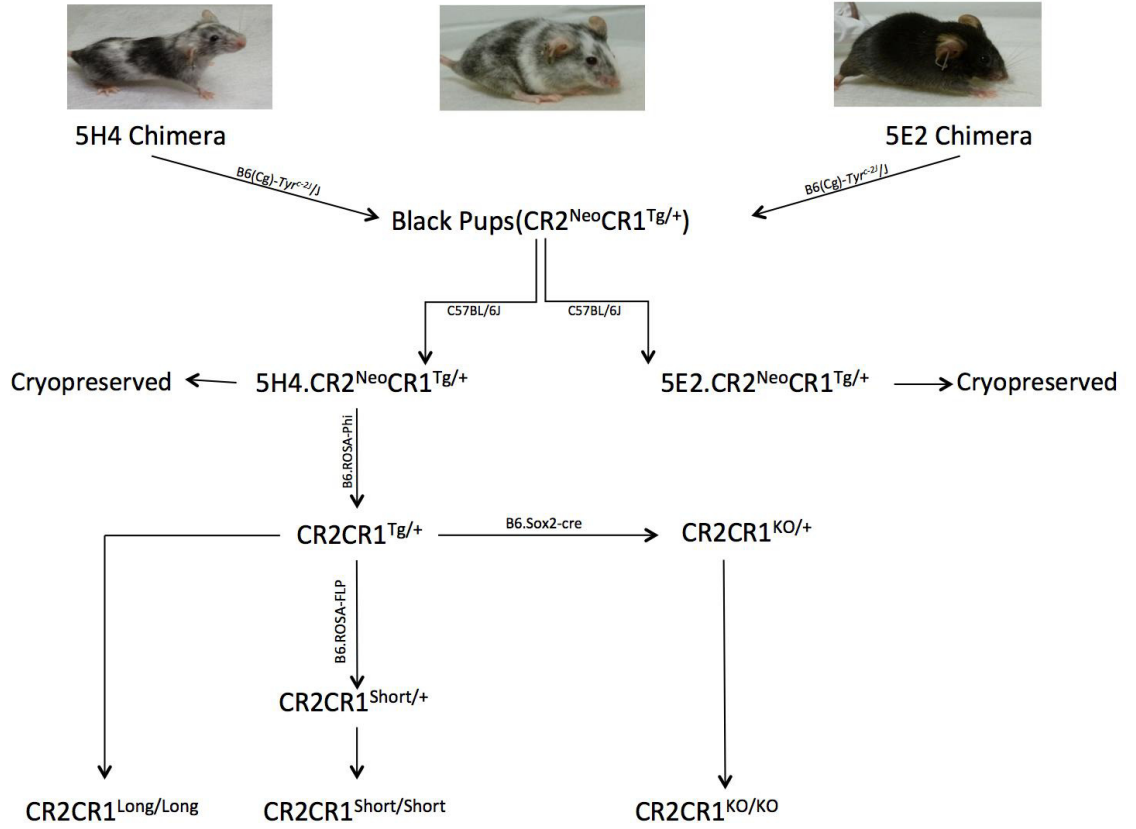 5H4 Chimera
5E2 Chimera
B6(Cg)-Tyrc-2J/J
B6(Cg)-Tyrc-2J/J
Black Pups(CR2NeoCR1Tg/+)
C57BL/6J
C57BL/6J
Cryopreserved
5H4.CR2NeoCR1Tg/+
5E2.CR2NeoCR1Tg/+
Cryopreserved
B6.ROSA-Phi
CR2CR1Tg/+
B6.Sox2-cre
CR2CR1KO/+
B6.ROSA-FLP
CR2CR1Short/+
CR2CR1Long/Long
CR2CR1Short/Short
CR2CR1KO/KO